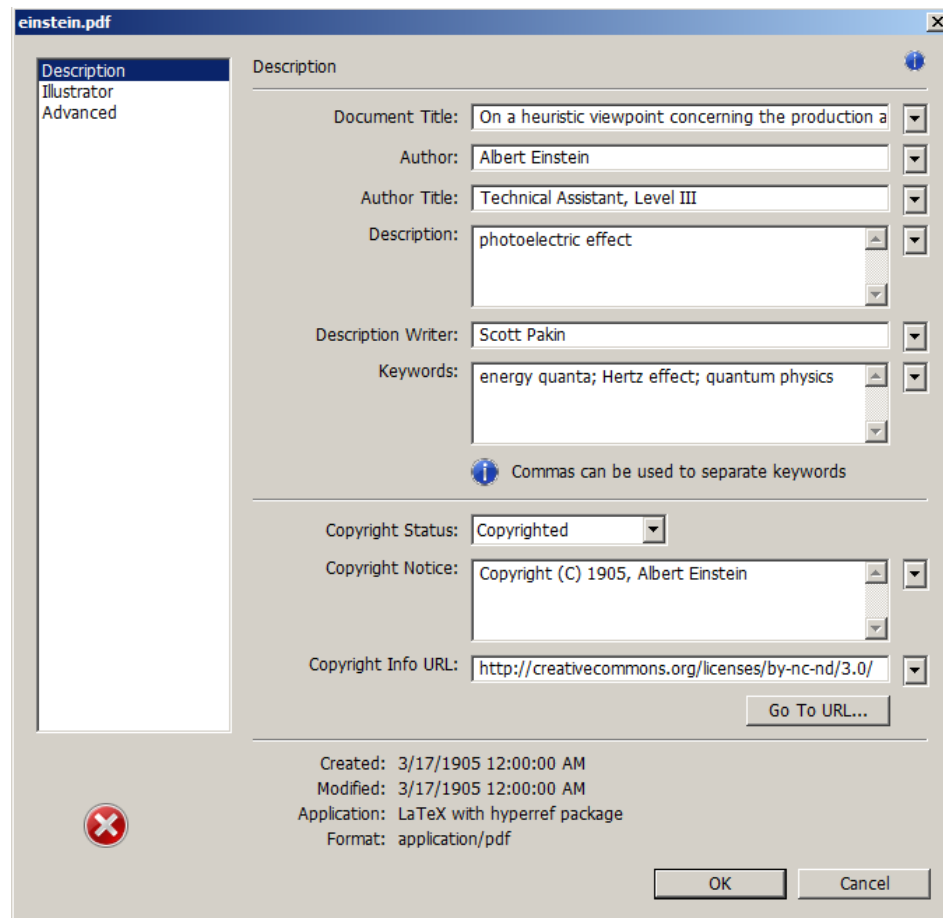 einstein.pdf
Description
Illustrator
Advanced
Description
Document Title: On a heuristic viewpoint concerning the production a
Author: Albert Einstein
Author Title: Technical Assistant, Level III
Description: photoelectric effect
Description Writer: Scott Pakin
Keywords: energy quanta; Hertz effect; quantum physics
Commas can be used to separate keywords
Copyright Status: Copyrighted
Copyright Notice: Copyright (C) 1905, Albert Einstein
Copyright Info URL: http://creativecommons.org/licenses/by-nc-nd/3.0/
Go To URL...
Created: 3/17/1905 12:00:00 AM
Modified: 3/17/1905 12:00:00 AM
Application: LaTeX with hyperref package
Format: application/pdf
OK Cancel